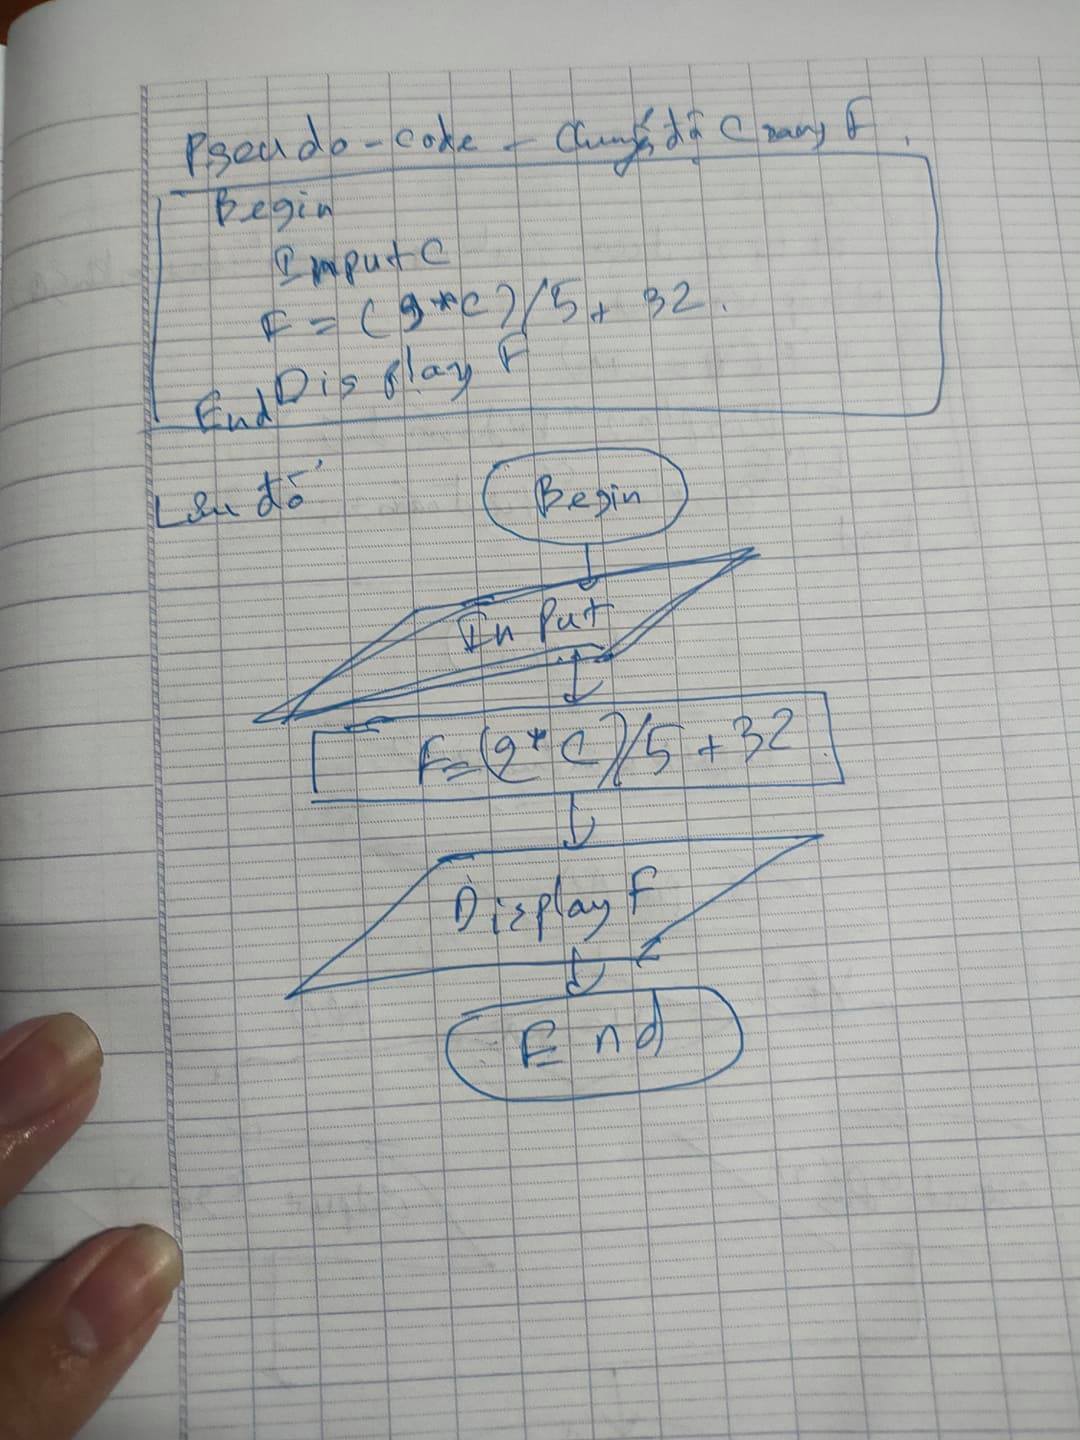 Pseudo-code - Chuyển độ C sang F.
Begin
Input C
F = (9*C)/5 + 32.
Display F
End
Lưu đồ
Begin
Input
F = (9*C)/5 + 32
Display F
End